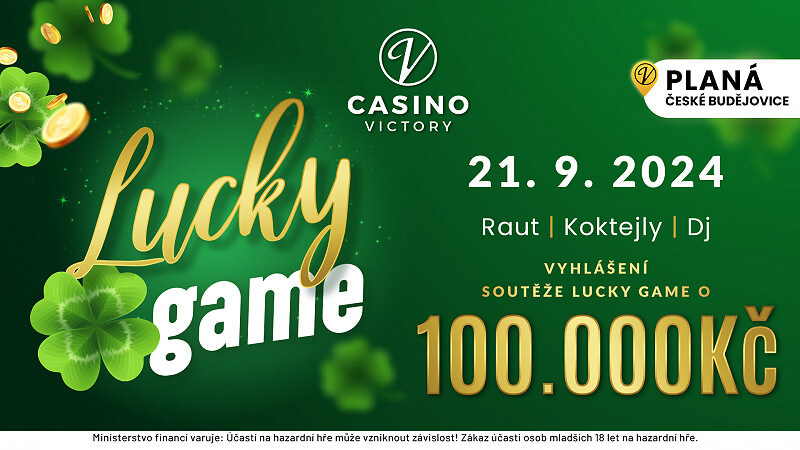 V
CASINO
VICTORY
PLANÁ
ČESKÉ BUDĚJOVICE
Lucky
game
21. 9. 2024
Raut | Koktejly | Dj
VYHLÁŠENÍ
SOUTĚŽE LUCKY GAME O
100.000KČ
Ministerstvo financí varuje: Účastí na hazardní hře může vzniknout závislost! Zákaz účasti osob mladších 18 let na hazardní hře.